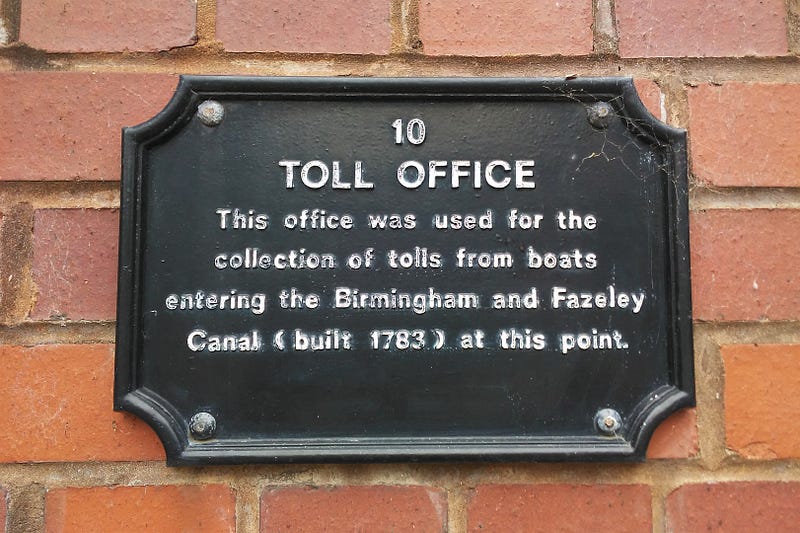 10
TOLL OFFICE
This office was used for the
collection of tolls from boats
entering the Birmingham and Fazeley
Canal (built 1783) at this point.